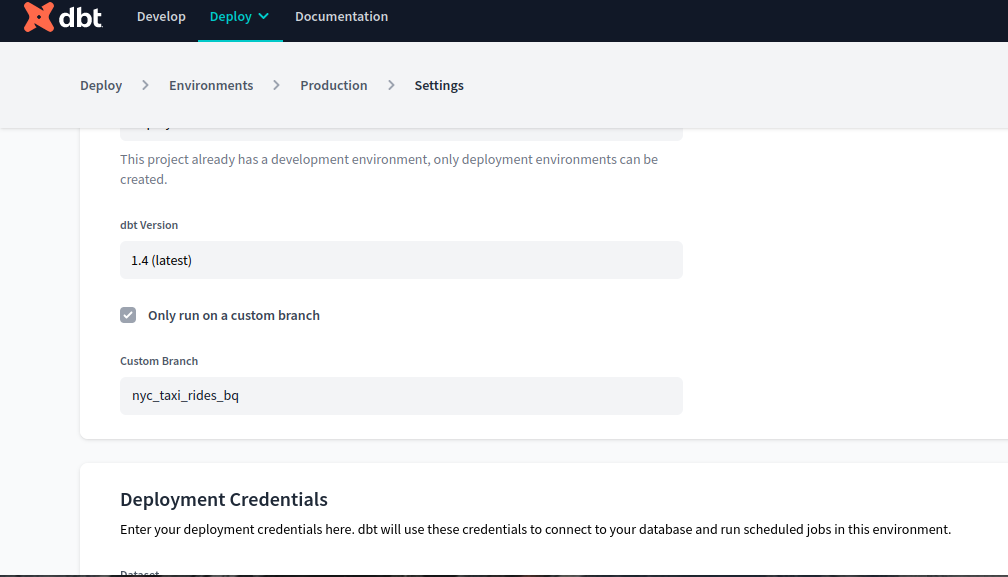 dbt
Develop Deploy Documentation
Deploy > Environments > Production > Settings
This project already has a development environment, only deployment environments can be
created.
dbt Version
1.4 (latest)
Only run on a custom branch
Custom Branch
nyc_taxi_rides_bq
Deployment Credentials
Enter your deployment credentials here. dbt will use these credentials to connect to your database and run scheduled jobs in this environment.
Dataset